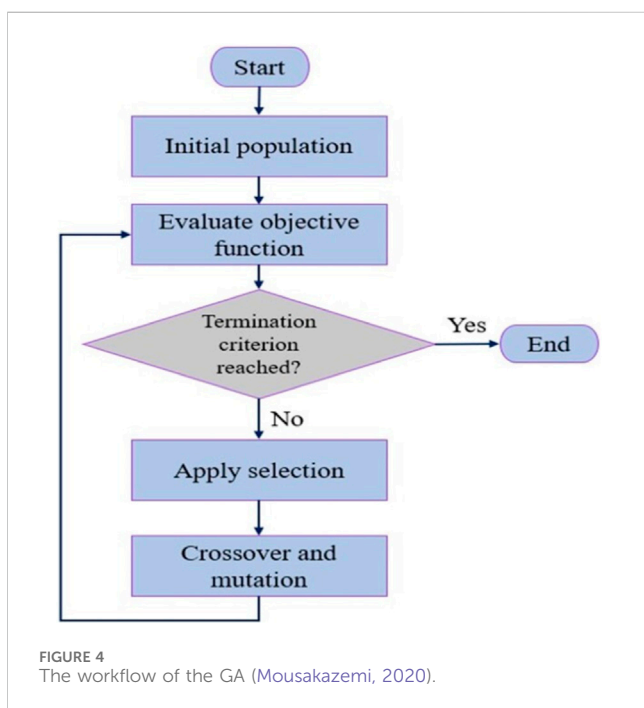 Start
Initial population
Evaluate objective
function
Termination
criterion
reached?
Yes
End
No
Apply selection
Crossover and
mutation
FIGURE 4
The workflow of the GA (Mousakazemi, 2020).